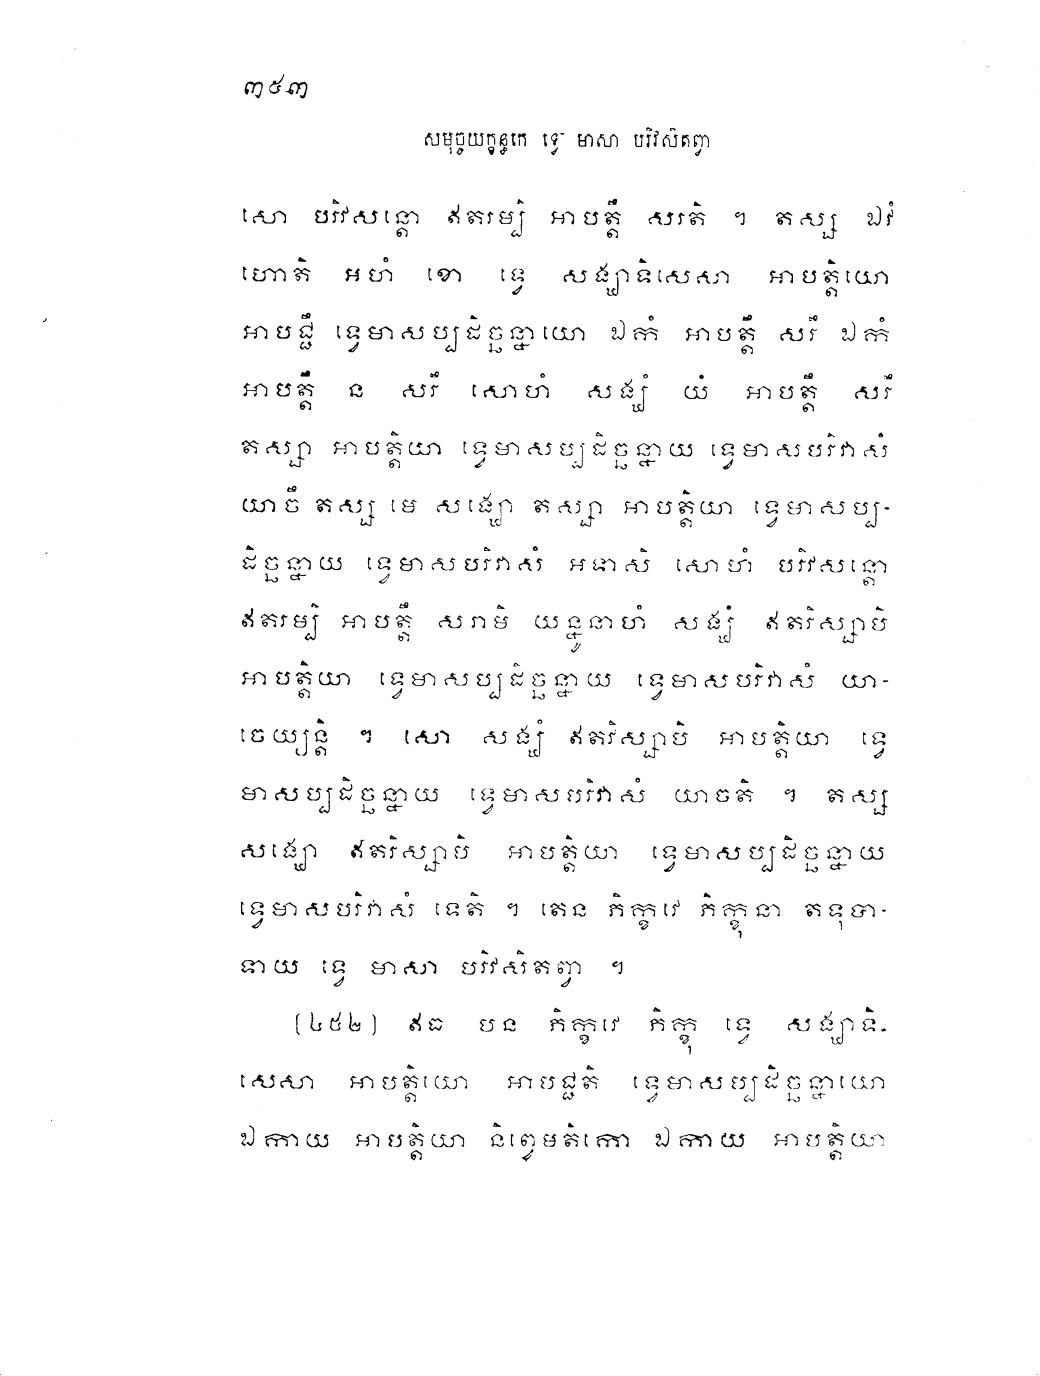 ៣៥៣
សមុច្ចយក្ខន្ធកេ ទ្វេ មាសា បរិវសិតព្វា
សោ បរិវសន្តោ ឥតរម្បិ អាបត្តឹ សរតិ ។ តស្ស ឯវំ
ហោតិ អហំ ខោ ទ្វេ សង្ឃាទិសេសា អាបត្តិយោ
អាបជ្ជឹ ទ្វេមាសប្បដិច្ឆន្នាយោ ឯកំ អាបត្តឹ សរឹ ឯកំ
អាបត្តឹ ន សរឹ សោហំ សង្ឃំ យំ អាបត្តឹ សរឹ
តស្សា អាបត្តិយា ទ្វេមាសប្បដិច្ឆន្នាយ ទ្វេមាសបរិវាសំ
យាចឹ តស្ស មេ សង្ឃោ តស្សា អាបត្តិយា ទ្វេមាសប្ប-
ដិច្ឆន្នាយ ទ្វេមាសបរិវាសំ អទាសិ សោហំ បរិវសន្តោ
ឥតរម្បិ អាបត្តឹ សរាមិ យន្នូនាហំ សង្ឃំ ឥតរិស្សាបិ
អាបត្តិយា ទ្វេមាសប្បដិច្ឆន្នាយ ទ្វេមាសបរិវាសំ យា-
ចេយ្យន្តិ ។ សោ សង្ឃំ ឥតរិស្សាបិ អាបត្តិយា ទ្វេ
មាសប្បដិច្ឆន្នាយ ទ្វេមាសបរិវាសំ យាចតិ ។ តស្ស
សង្ឃោ ឥតរិស្សាបិ អាបត្តិយា ទ្វេមាសប្បដិច្ឆន្នាយ
ទ្វេមាសបរិវាសំ ទេតិ ។ តេន ភិក្ខវេ ភិក្ខុនា តទុបា-
ទាយ ទ្វេ មាសា បរិវសិតព្វា ។
(៤៥២) ឥធ បន ភិក្ខវេ ភិក្ខុ ទ្វេ សង្ឃាទិ-
សេសា អាបត្តិយោ អាបជ្ជតិ ទ្វេមាសប្បដិច្ឆន្នាយោ
ឯកាយ អាបត្តិយា និព្វេមតិកោ ឯកាយ អាបត្តិយា